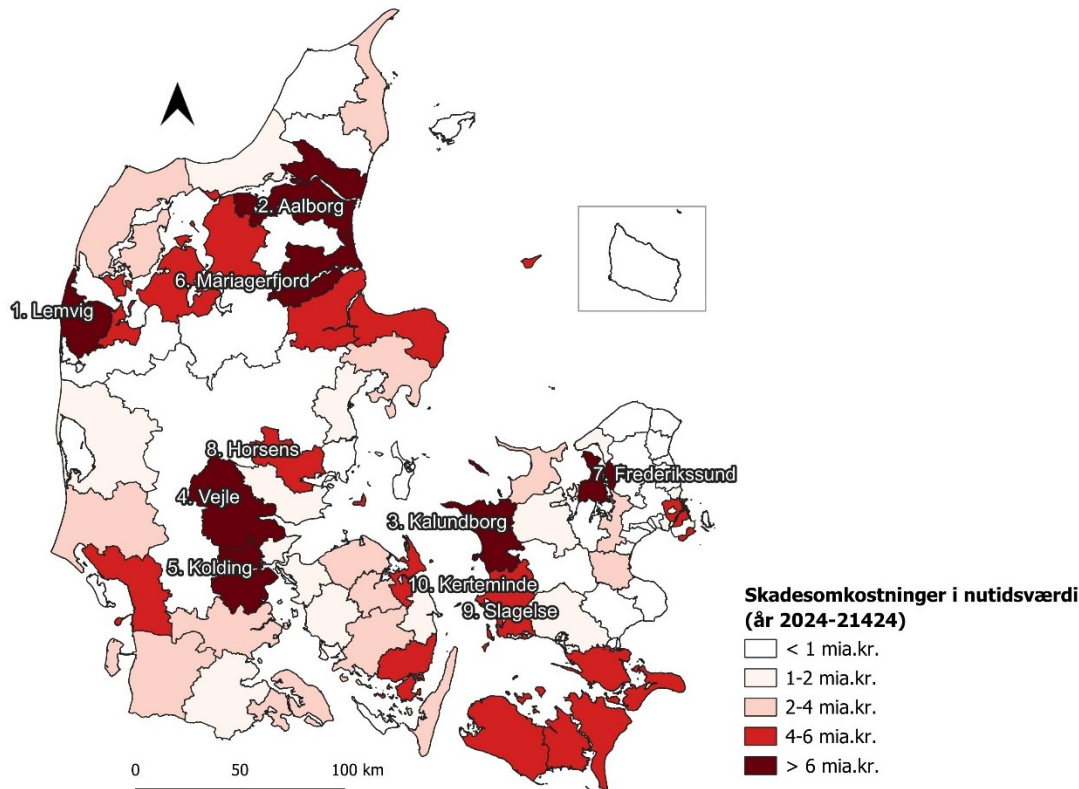 2. Aalborg
6. Mariagerfjord
1. Lemvig
8. Horsens
7. Frederikssund
4. Vejle
3. Kalundborg
5. Kolding
10. Kerteminde
9. Slagelse
0 50 100 km
Skadesomkostninger i nutidsværdi
(år 2024-21424)
< 1 mia.kr.
1-2 mia.kr.
2-4 mia.kr.
4-6 mia.kr.
> 6 mia.kr.